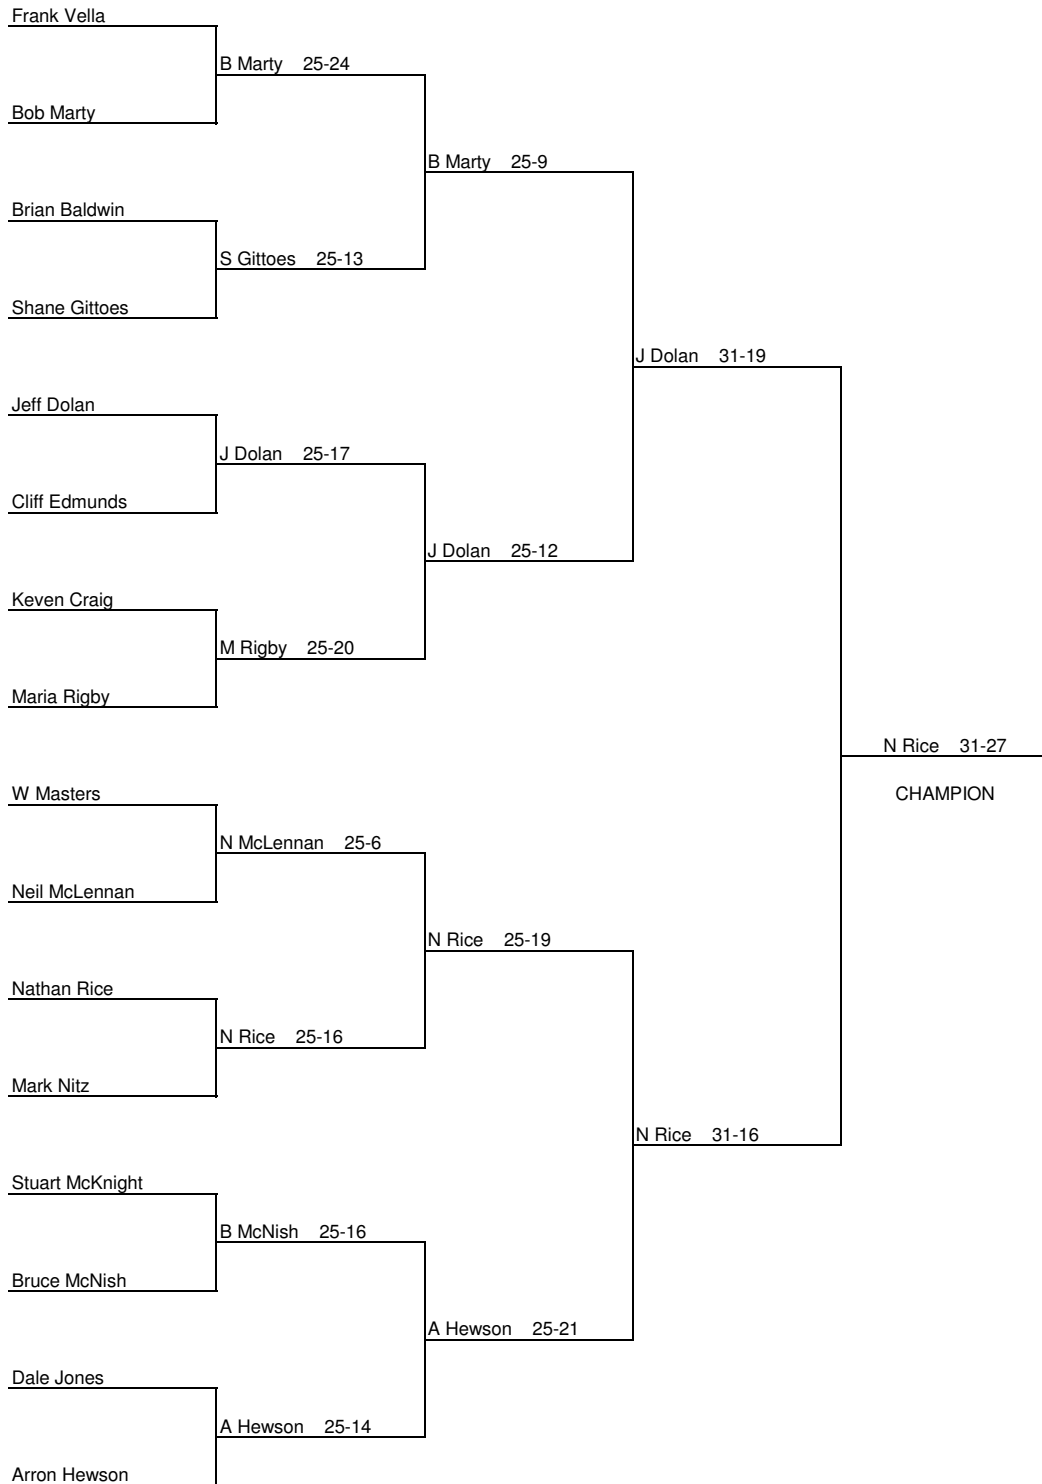 Frank Vella
B Marty 25-24
Bob Marty
B Marty 25-9
Brian Baldwin
S Gittoes 25-13
Shane Gittoes
J Dolan 31-19
Jeff Dolan
J Dolan 25-17
Cliff Edmunds
J Dolan 25-12
Keven Craig
M Rigby 25-20
Maria Rigby
N Rice 31-27
W Masters
CHAMPION
N McLennan 25-6
Neil McLennan
N Rice 25-19
Nathan Rice
N Rice 25-16
Mark Nitz
N Rice 31-16
Stuart McKnight
B McNish 25-16
Bruce McNish
A Hewson 25-21
Dale Jones
A Hewson 25-14
Arron Hewson